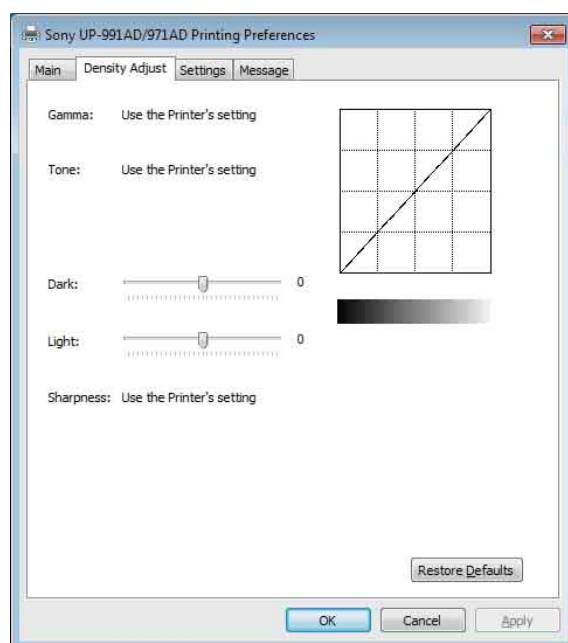 Sony UP-991AD/971AD Printing Preferences
Main Density Adjust Settings Message
Gamma: Use the Printer's setting
Tone: Use the Printer's setting
Dark: 0
Light: 0
Sharpness: Use the Printer's setting
Restore Defaults
OK Cancel Apply